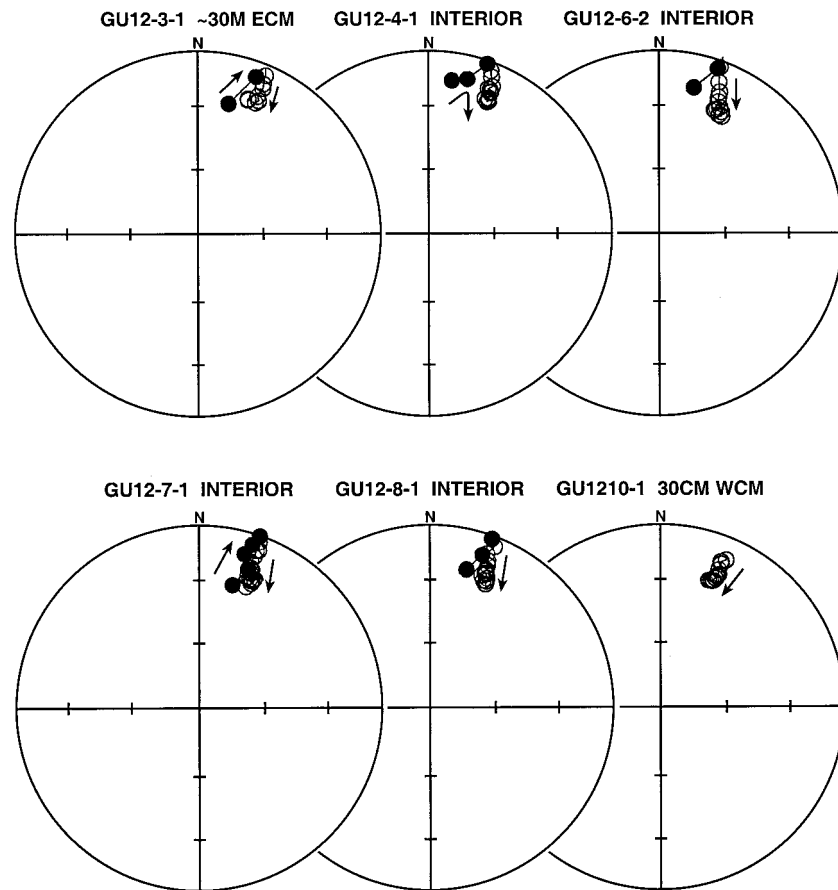 GU12-3-1 ~30M ECM
GU12-4-1 INTERIOR
GU12-6-2 INTERIOR
N
N
N
GU12-7-1 INTERIOR
GU12-8-1 INTERIOR
GU1210-1 30CM WCM
N
N
N